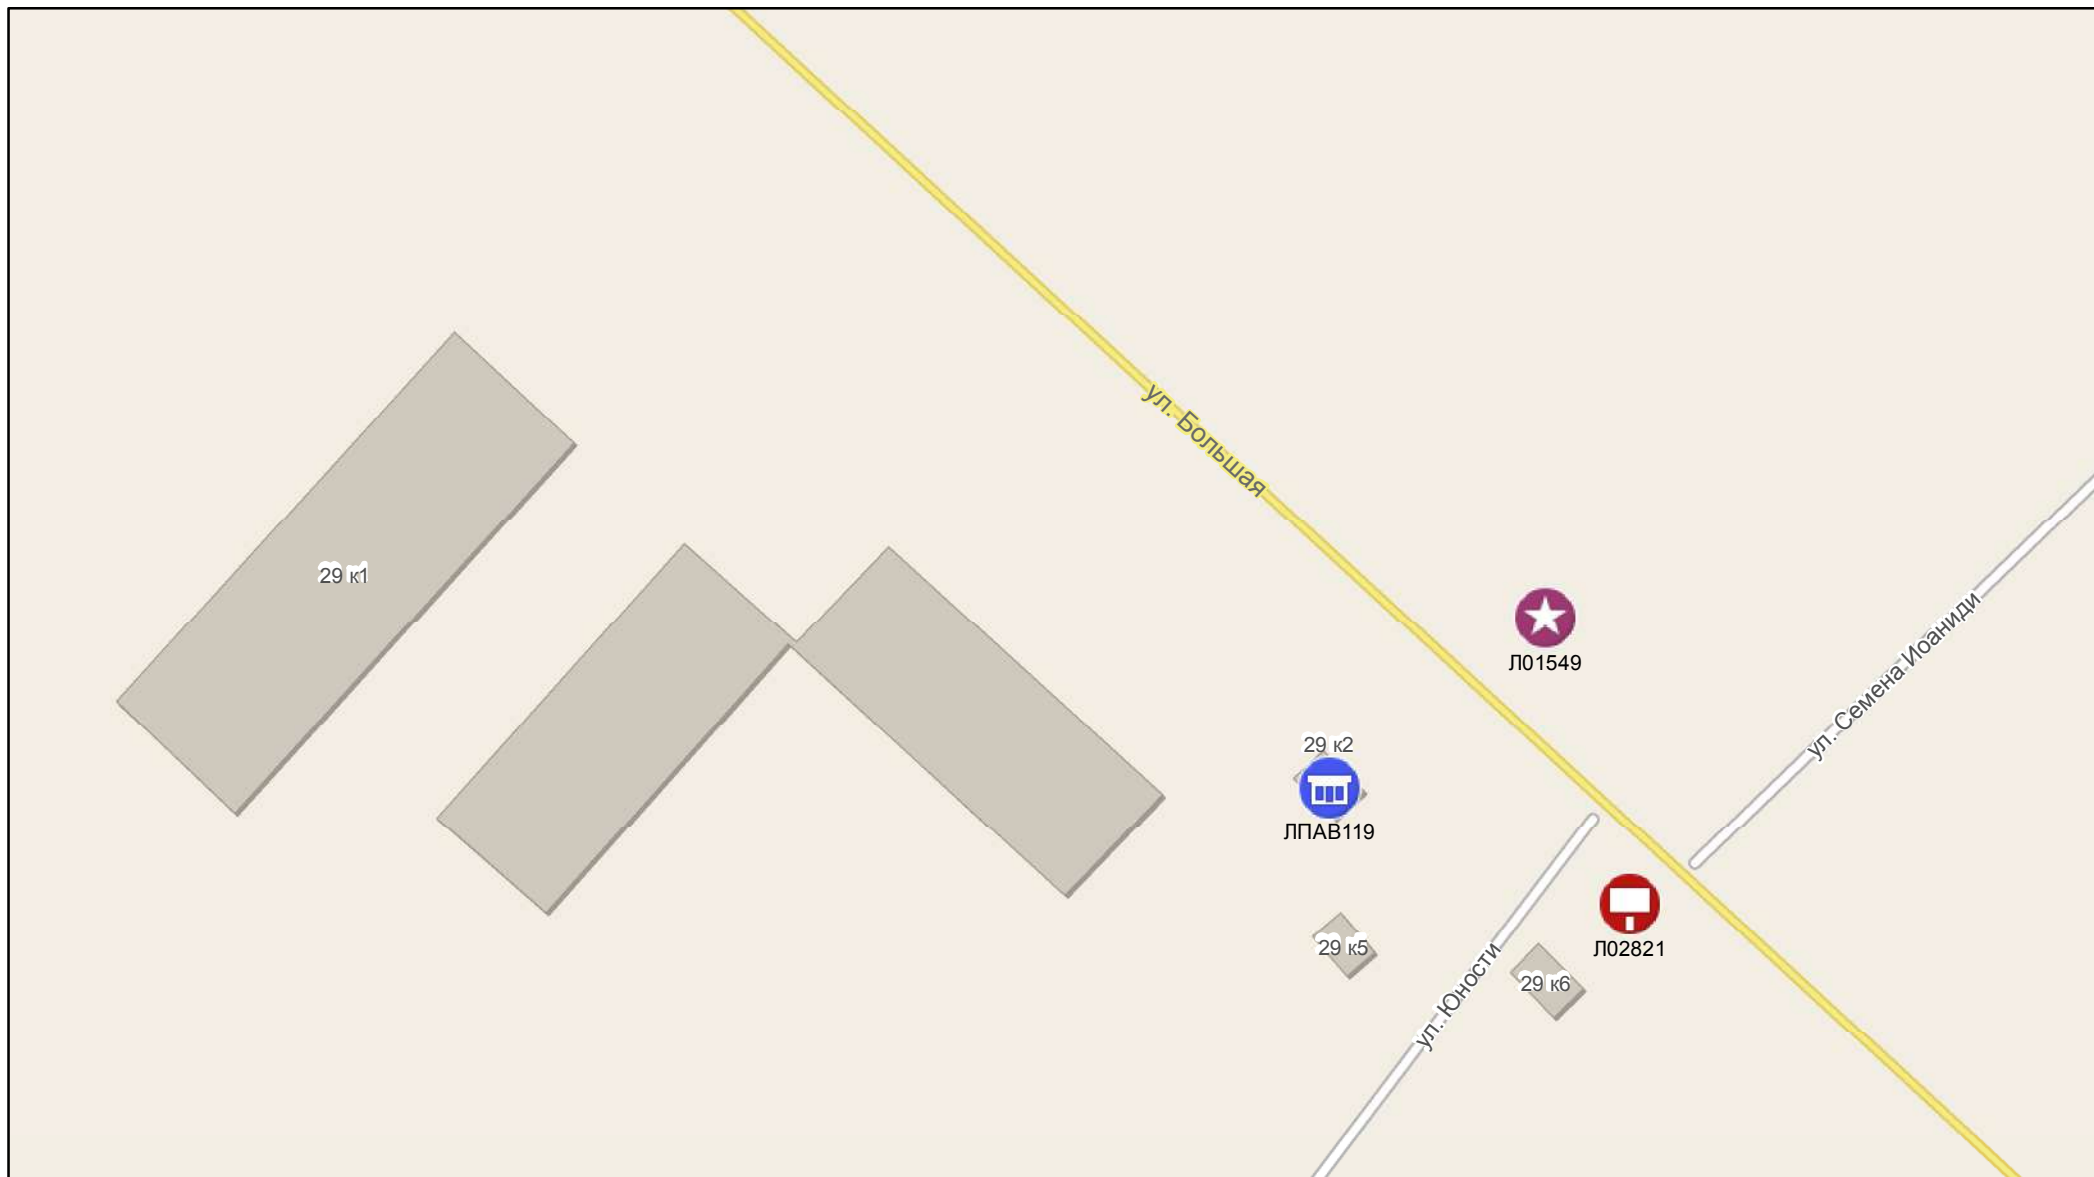 ул. Большая
29 к1
ул. Семена Иоаниди
Л01549
29 к2
ЛПАВ119
29 к5
Л02821
29 к6
ул. Юности